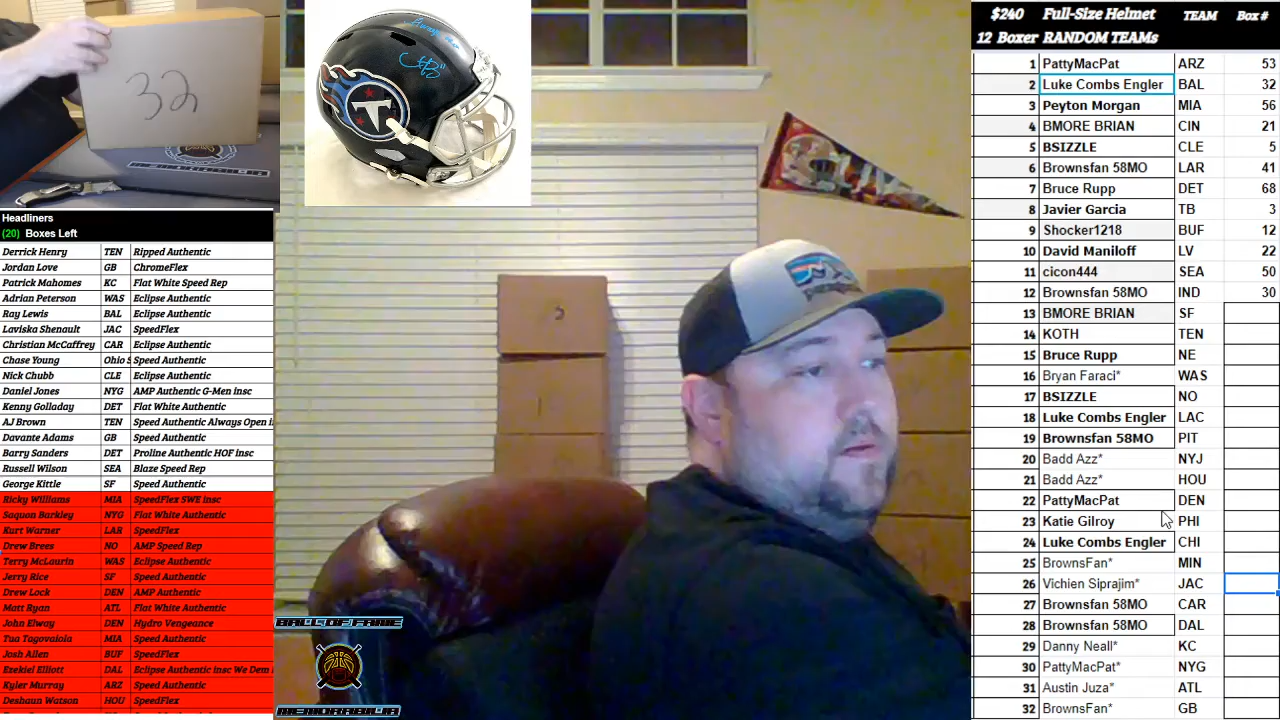 32
Always Open
T
$240 Full-Size Helmet TEAM Box #
12 Boxer RANDOM TEAMs
1 PattyMacPat ARZ 53
2 Luke Combs Engler BAL 32
3 Peyton Morgan MIA 56
4 BMORE BRIAN CIN 21
5 BSIZZLE CLE 5
6 Brownsfan 58MO LAR 41
7 Bruce Rupp DET 68
8 Javier Garcia TB 3
9 Shocker1218 BUF 12
10 David Maniloff LV 22
11 cicon444 SEA 50
12 Brownsfan 58MO IND 30
13 BMORE BRIAN SF
14 KOTH TEN
15 Bruce Rupp NE
16 Bryan Faraci* WAS
17 BSIZZLE NO
18 Luke Combs Engler LAC
19 Brownsfan 58MO PIT
20 Badd Azz* NYJ
21 Badd Azz* HOU
22 PattyMacPat DEN
23 Katie Gilroy PHI
24 Luke Combs Engler CHI
25 BrownsFan* MIN
26 Vichien Siprajim* JAC
27 Brownsfan 58MO CAR
28 Brownsfan 58MO DAL
29 Danny Neall* KC
30 PattyMacPat* NYG
31 Austin Juza* ATL
32 BrownsFan* GB
Headliners
(20) Boxes Left
Derrick Henry TEN Ripped Authentic
Jordan Love GB ChromeFlex
Patrick Mahomes KC Flat White Speed Rep
Adrian Peterson WAS Eclipse Authentic
Ray Lewis BAL Eclipse Authentic
Laviska Shenault JAC SpeedFlex
Christian McCaffrey CAR Eclipse Authentic
Chase Young Ohio S Speed Authentic
Nick Chubb CLE Eclipse Authentic
Daniel Jones NYG AMP Authentic G-Men insc
Kenny Golladay DET Flat White Authentic
AJ Brown TEN Speed Authentic Always Open i
Davante Adams GB Speed Authentic
Barry Sanders DET Proline Authentic HOF insc
Russell Wilson SEA Blaze Speed Rep
George Kittle SF Speed Authentic
Ricky Williams MIA SpeedFlex SWE insc
Saquon Barkley NYG Flat White Authentic
Kurt Warner LAR SpeedFlex
Drew Brees NO AMP Speed Rep
Terry McLaurin WAS Eclipse Authentic
Jerry Rice SF Speed Authentic
Drew Lock DEN AMP Authentic
Matt Ryan ATL Flat White Authentic
John Elway DEN Hydro Vengeance
Tua Tagovaiola MIA Speed Authentic
Josh Allen BUF SpeedFlex
Ezekiel Elliott DAL Eclipse Authentic insc We Dem
Kyler Murray ARZ Speed Authentic
Deshaun Watson HOU SpeedFlex
BALL OF FAME
MEMORABILIA